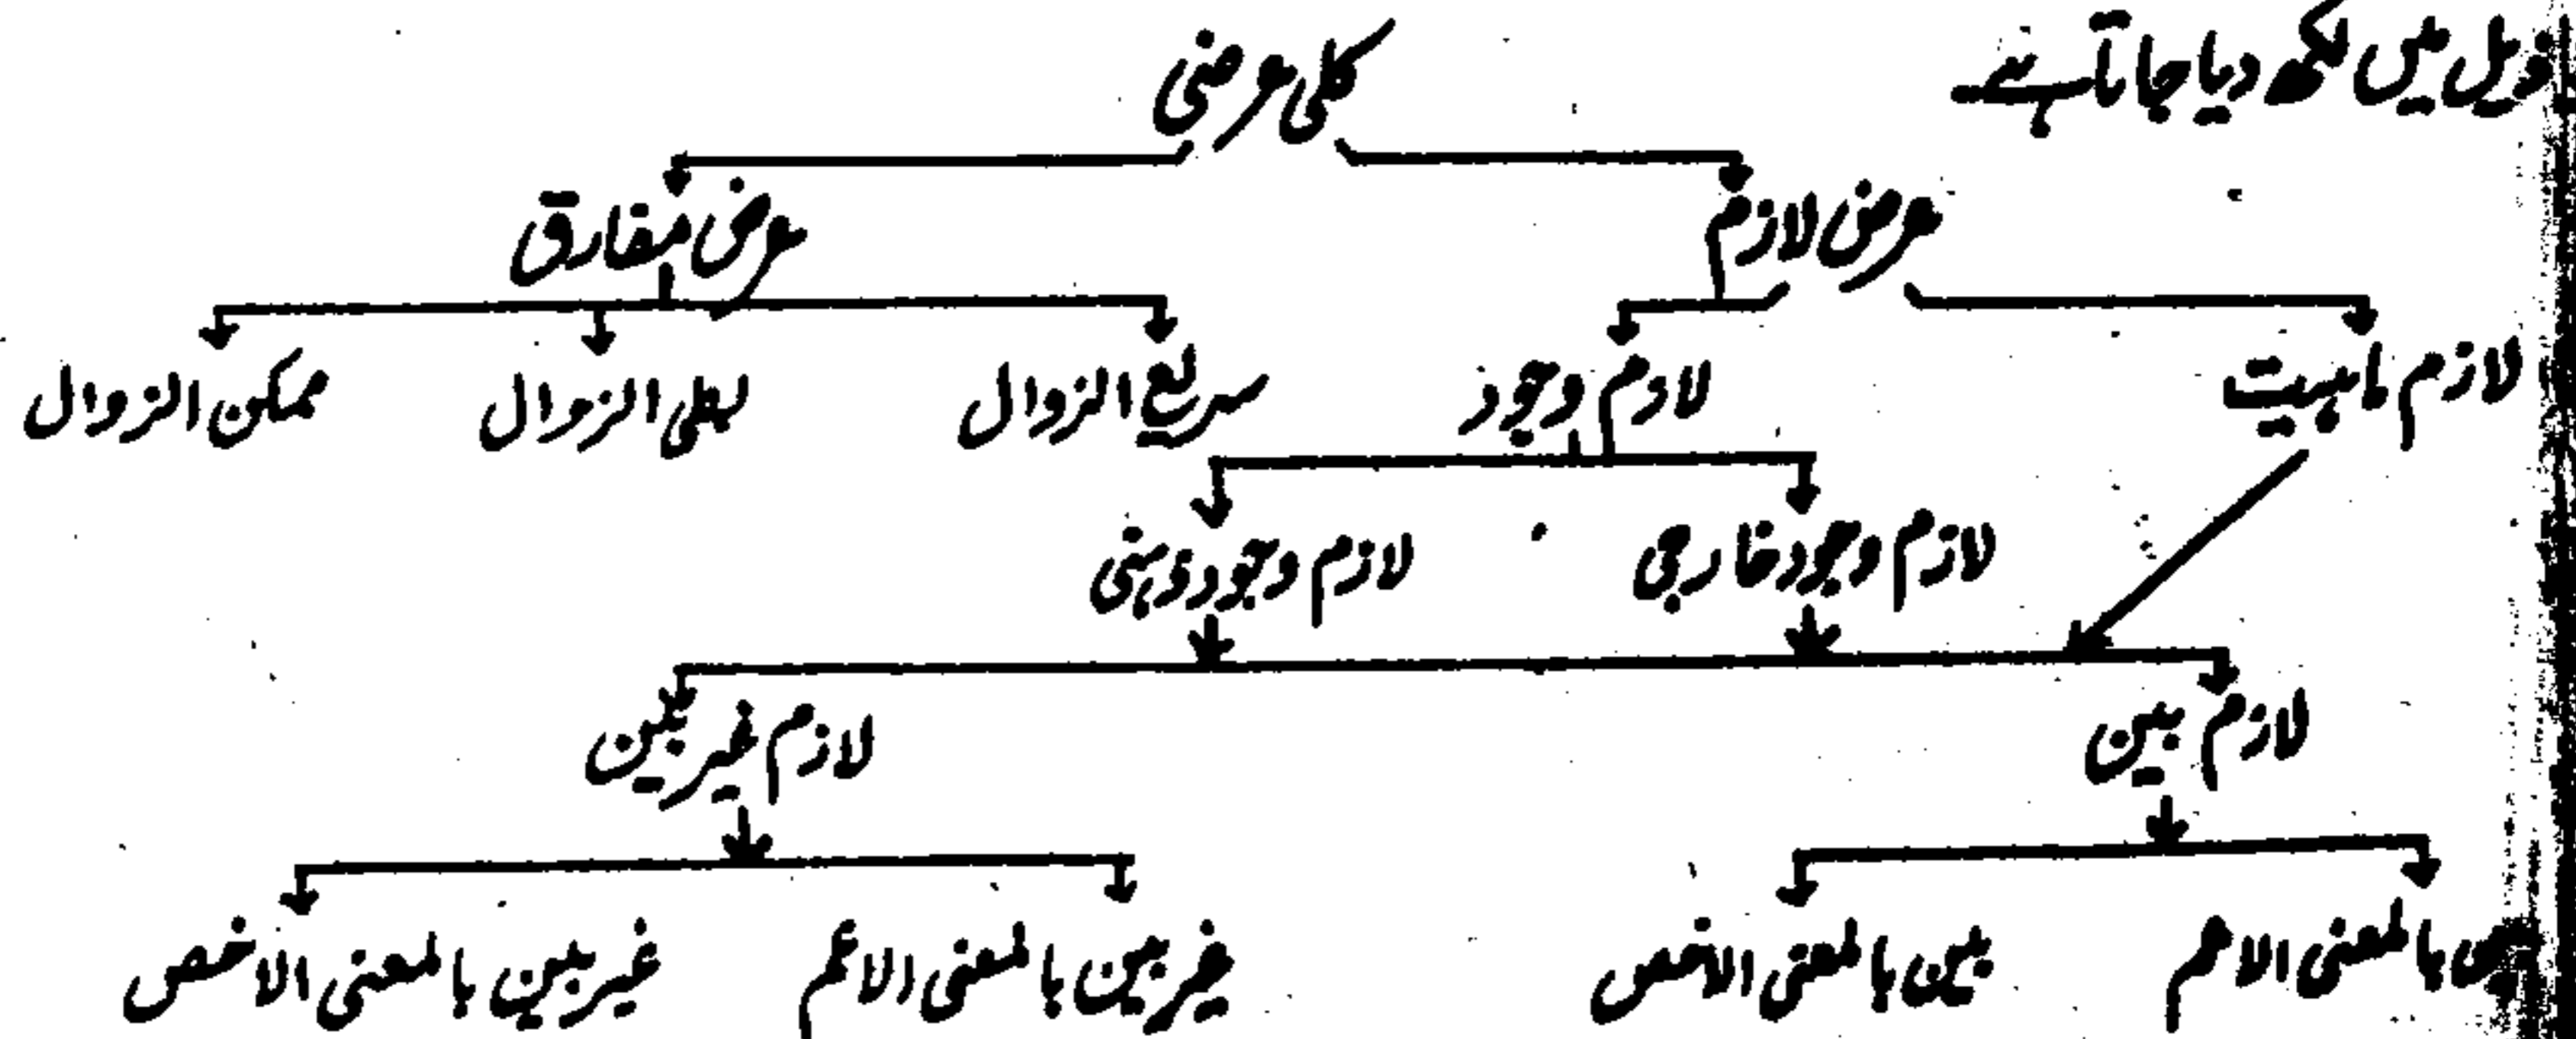 ذیل میں لکھ دیا جاتا ہے
کلی عرضی
عرض لازم
عرض مفارق
لازم ماہیت
لازم وجود
سریع الزوال
بطی الزوال
ممکن الزوال
لازم وجود خارجی
لازم وجود ذہنی
لازم بین
لازم غیر بین
بین بالمعنی الاعم
بین بالمعنی الاخص
غیر بین بالمعنی الاعم
غیر بین بالمعنی الاخص